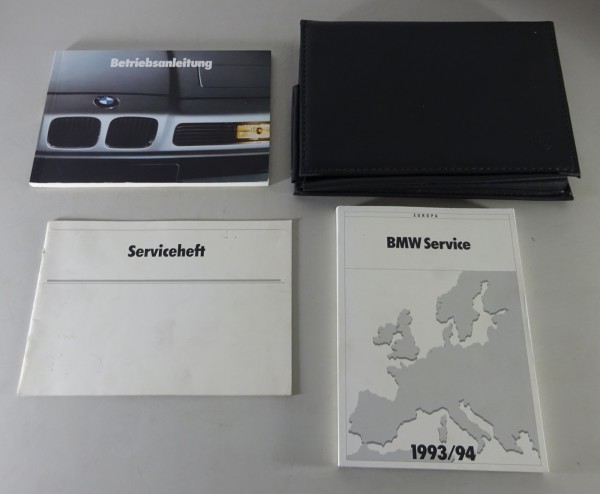 Betriebsanleitung
Serviceheft
EUROPA
BMW Service
1993/94